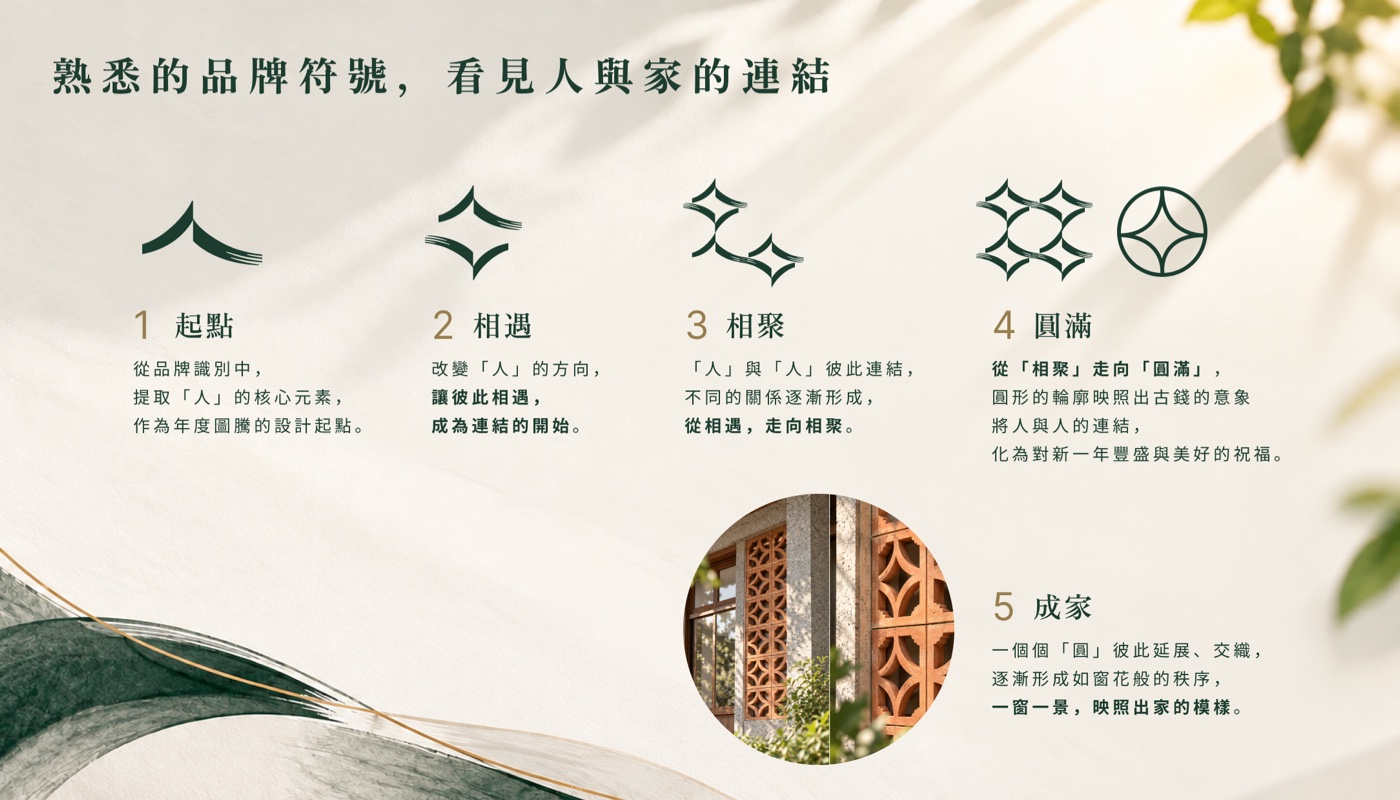 熟悉的品牌符號，看見人與家的連結
1 起點
從品牌識別中，
提取「人」的核心元素，
作為年度圖騰的設計起點。
2 相遇
改變「人」的方向，
讓彼此相遇，
成為連結的開始。
3 相聚
「人」與「人」彼此連結，
不同的關係逐漸形成，
從相遇，走向相聚。
4 圓滿
從「相聚」走向「圓滿」，
圓形的輪廓映照出古錢的意象
將人與人的連結，
化為對新一年豐盛與美好的祝福。
5 成家
一個個「圓」彼此延展、交織，
逐漸形成如窗花般的秩序，
一窗一景，映照出家的模樣。